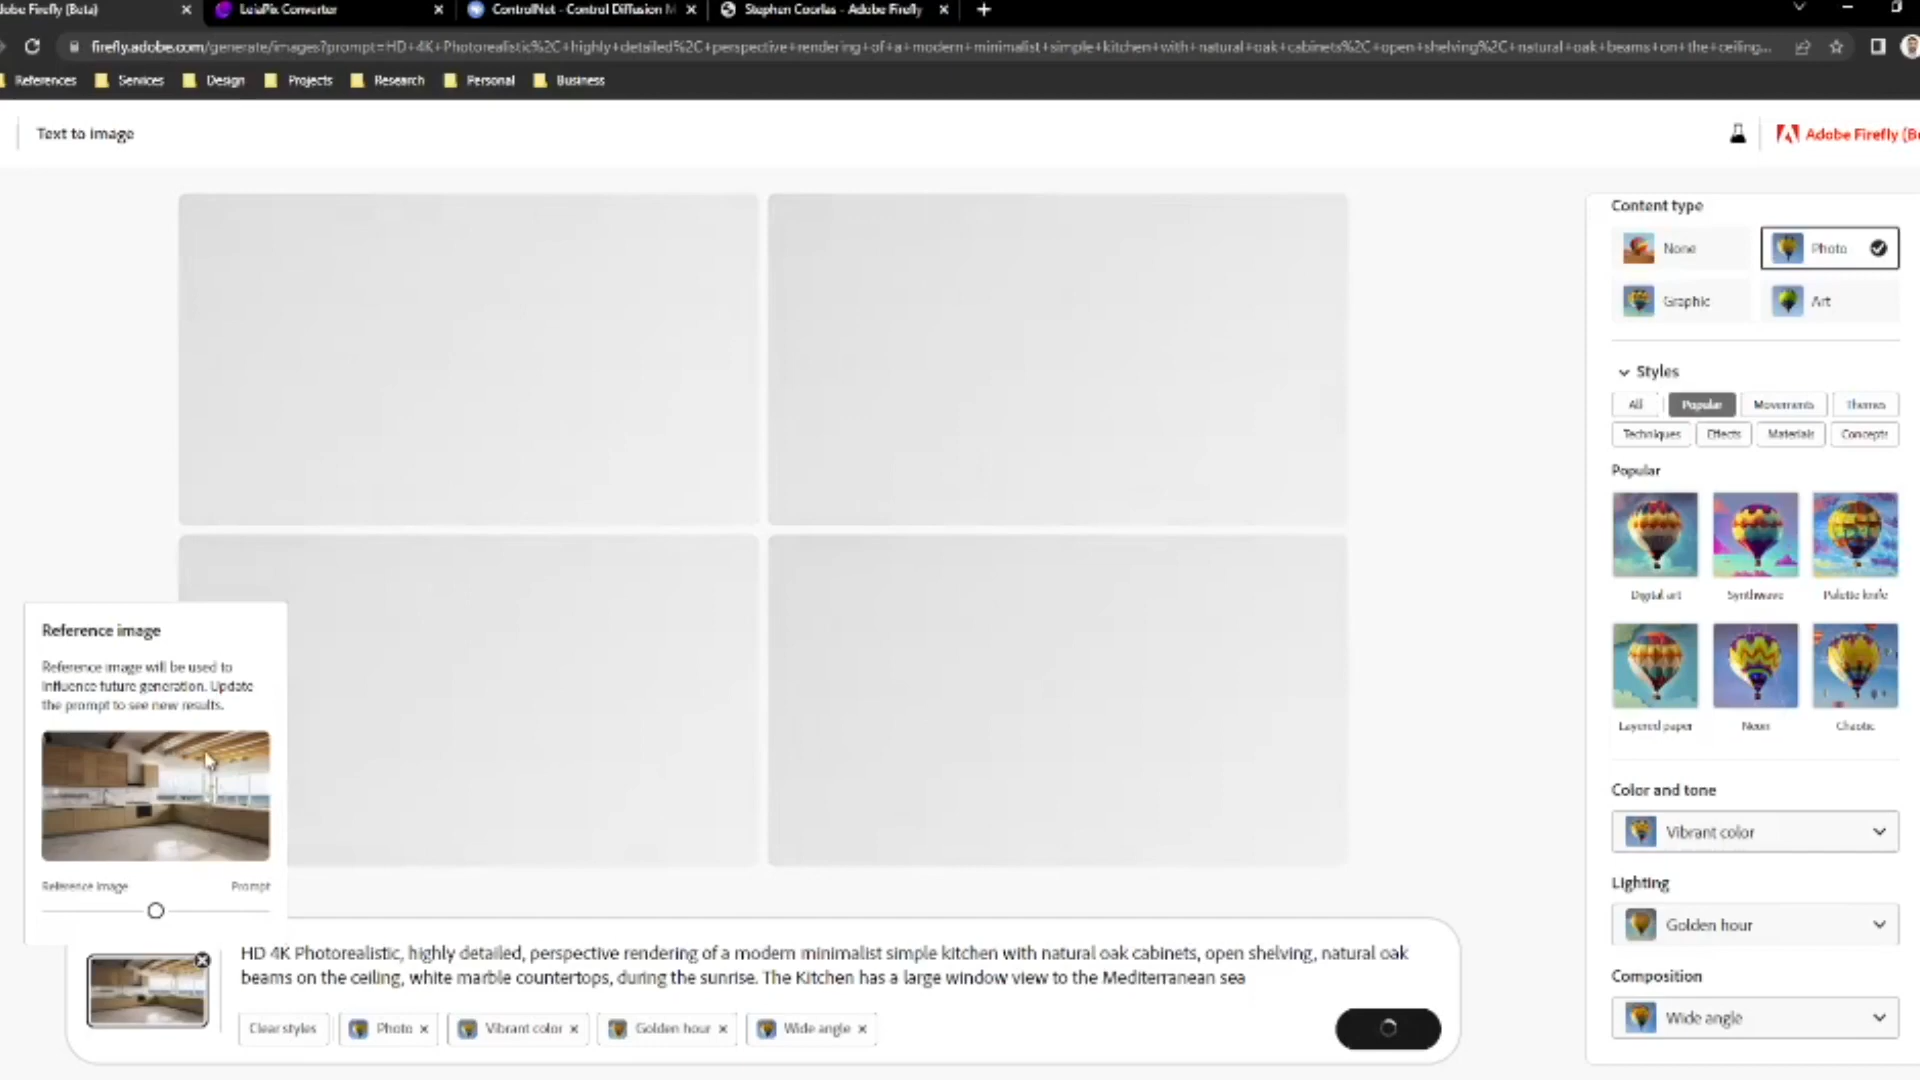 dobe Firefly (Beta)
LeiaPix Converter
ControlNet - Control Diffusion M
Stephen Coorlas - Adobe Firefly
firefly.adobe.com/generate/images?prompt=HD+4K+Photorealistic%2C+highly+detailed%2C+perspective+rendering+of+a+modern+minimalist+simple+kitchen+with+natural+oak+cabinets%2C+open+shelving%2C+natural+oak+beams+on+the+ceiling...
References
Services
Design
Projects
Research
Personal
Business
Text to image
Adobe Firefly (Be
Content type
None
Photo
Graphic
Art
Styles
All
Popular
Movements
Themes
Techniques
Effects
Materials
Concepts
Popular
Digital art
Synthwave
Palette knife
Layered paper
Neon
Chaotic
Color and tone
Vibrant color
Lighting
Golden hour
Composition
Wide angle
Reference image
Reference image will be used to
influence future generation. Update
the prompt to see new results.
Reference image
Prompt
HD 4K Photorealistic, highly detailed, perspective rendering of a modern minimalist simple kitchen with natural oak cabinets, open shelving, natural oak
beams on the ceiling, white marble countertops, during the sunrise. The Kitchen has a large window view to the Mediterranean sea
Clear styles
Photo
Vibrant color
Golden hour
Wide angle